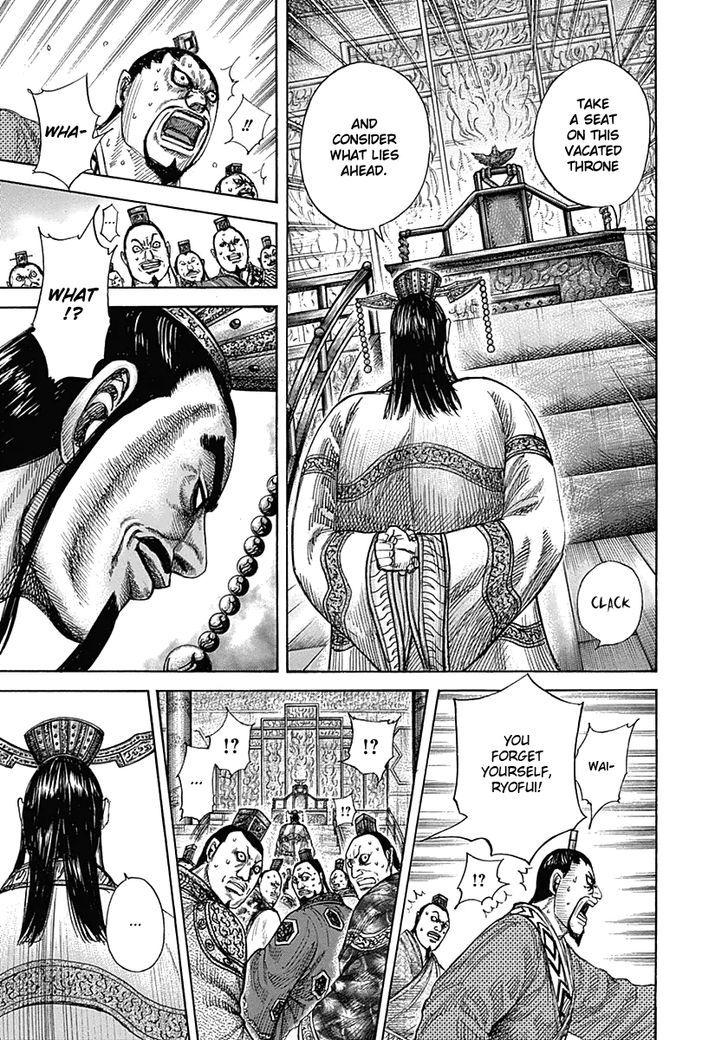 TAKE
A SEAT
ON THIS
VACATED
THRONE
AND
CONSIDER
WHAT LIES
AHEAD.
CLACK
!!
WHA-
...
WHAT
!?
WAI-
YOU
FORGET
YOURSELF,
RYOFUI!
!?
!?
!?
!?
...
...